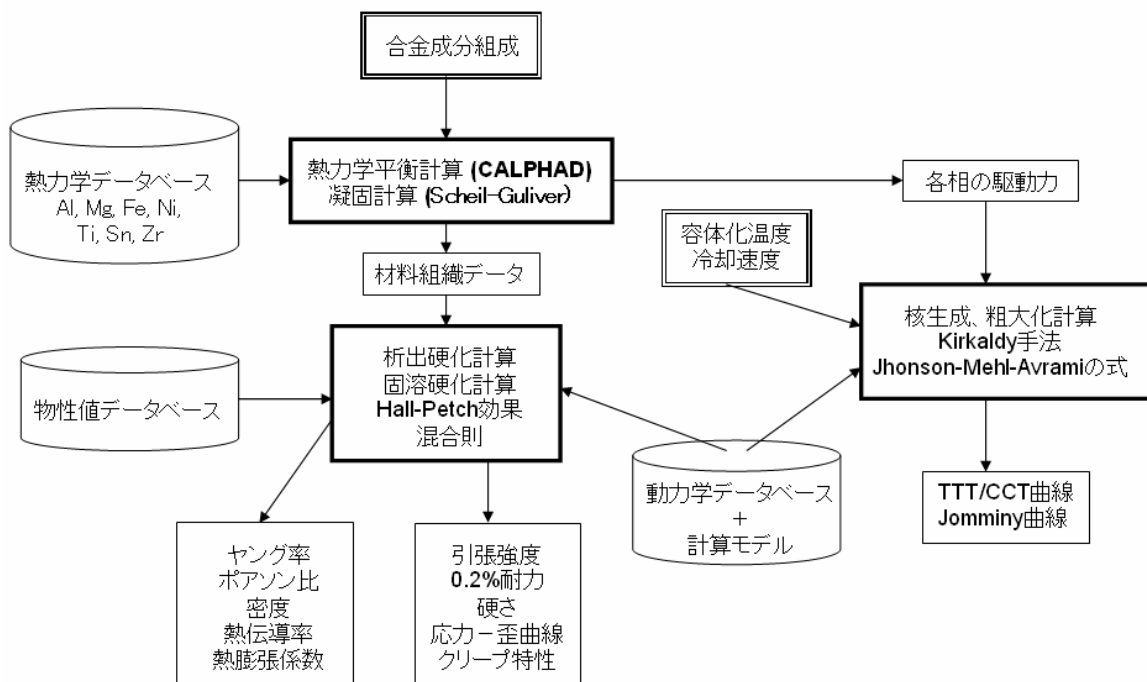 合金成分組成
熱力学データベース
Al, Mg, Fe, Ni,
Ti, Sn, Zr
熱力学平衡計算 (CALPHAD)
凝固計算 (Scheil-Guliver)
各相の駆動力
容体化温度
冷却速度
材料組織データ
核生成、粗大化計算
Kirkaldy手法
Jhonson-Mehl-Avramiの式
物性値データベース
析出硬化計算
固溶硬化計算
Hall-Petch効果
混合則
動力学データベース
+
計算モデル
TTT/CCT曲線
Jomminy曲線
ヤング率
ポアソン比
密度
熱伝導率
熱膨張係数
引張強度
0.2%耐力
硬さ
応力－歪曲線
クリープ特性